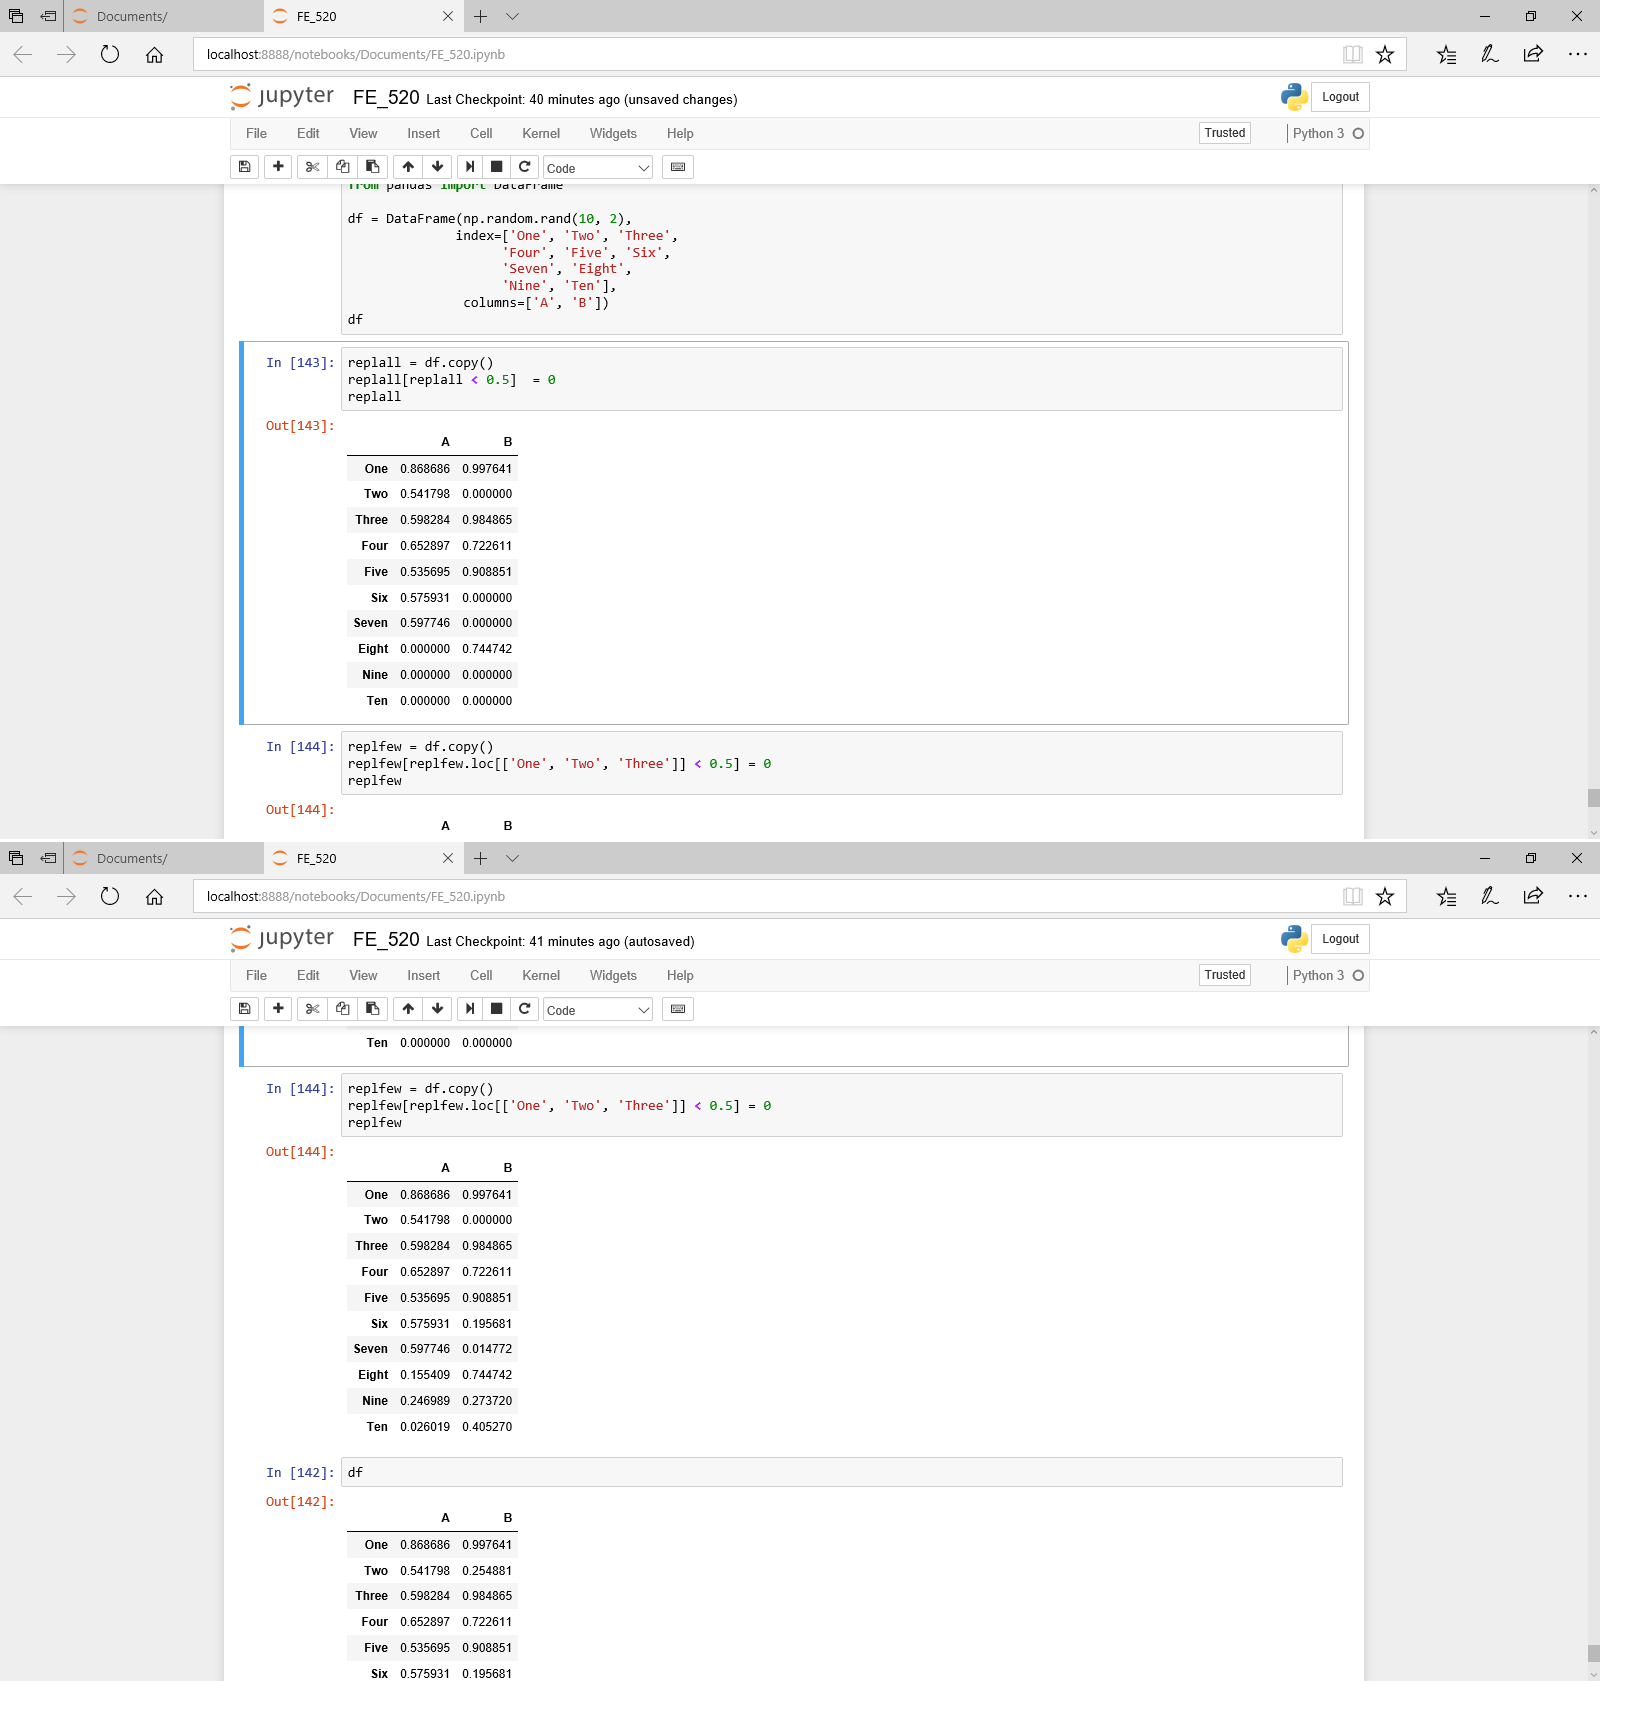 Documents/ FE_520
localhost:8888/notebooks/Documents/FE_520.ipynb
jupyter FE_520 Last Checkpoint: 40 minutes ago (unsaved changes) Logout
File Edit View Insert Cell Kernel Widgets Help Trusted Python 3
Code
from pandas import DataFrame
df = DataFrame(np.random.rand(10, 2),
index=['One', 'Two', 'Three',
'Four', 'Five', 'Six',
'Seven', 'Eight',
'Nine', 'Ten'],
columns=['A', 'B'])
df
In [143]: replall = df.copy()
replall[replall < 0.5]  = 0
replall
Out[143]:
A B
One 0.868686 0.997641
Two 0.541798 0.000000
Three 0.598284 0.984865
Four 0.652897 0.722611
Five 0.535695 0.908851
Six 0.575931 0.000000
Seven 0.597746 0.000000
Eight 0.000000 0.744742
Nine 0.000000 0.000000
Ten 0.000000 0.000000
In [144]: replfew = df.copy()
replfew[replfew.loc[['One', 'Two', 'Three']] < 0.5] = 0
replfew
Out[144]:
A B
Documents/ FE_520
localhost:8888/notebooks/Documents/FE_520.ipynb
jupyter FE_520 Last Checkpoint: 41 minutes ago (autosaved) Logout
File Edit View Insert Cell Kernel Widgets Help Trusted Python 3
Code
Ten 0.000000 0.000000
In [144]: replfew = df.copy()
replfew[replfew.loc[['One', 'Two', 'Three']] < 0.5] = 0
replfew
Out[144]:
A B
One 0.868686 0.997641
Two 0.541798 0.000000
Three 0.598284 0.984865
Four 0.652897 0.722611
Five 0.535695 0.908851
Six 0.575931 0.195681
Seven 0.597746 0.014772
Eight 0.155409 0.744742
Nine 0.246989 0.273720
Ten 0.026019 0.405270
In [142]: df
Out[142]:
A B
One 0.868686 0.997641
Two 0.541798 0.254881
Three 0.598284 0.984865
Four 0.652897 0.722611
Five 0.535695 0.908851
Six 0.575931 0.195681